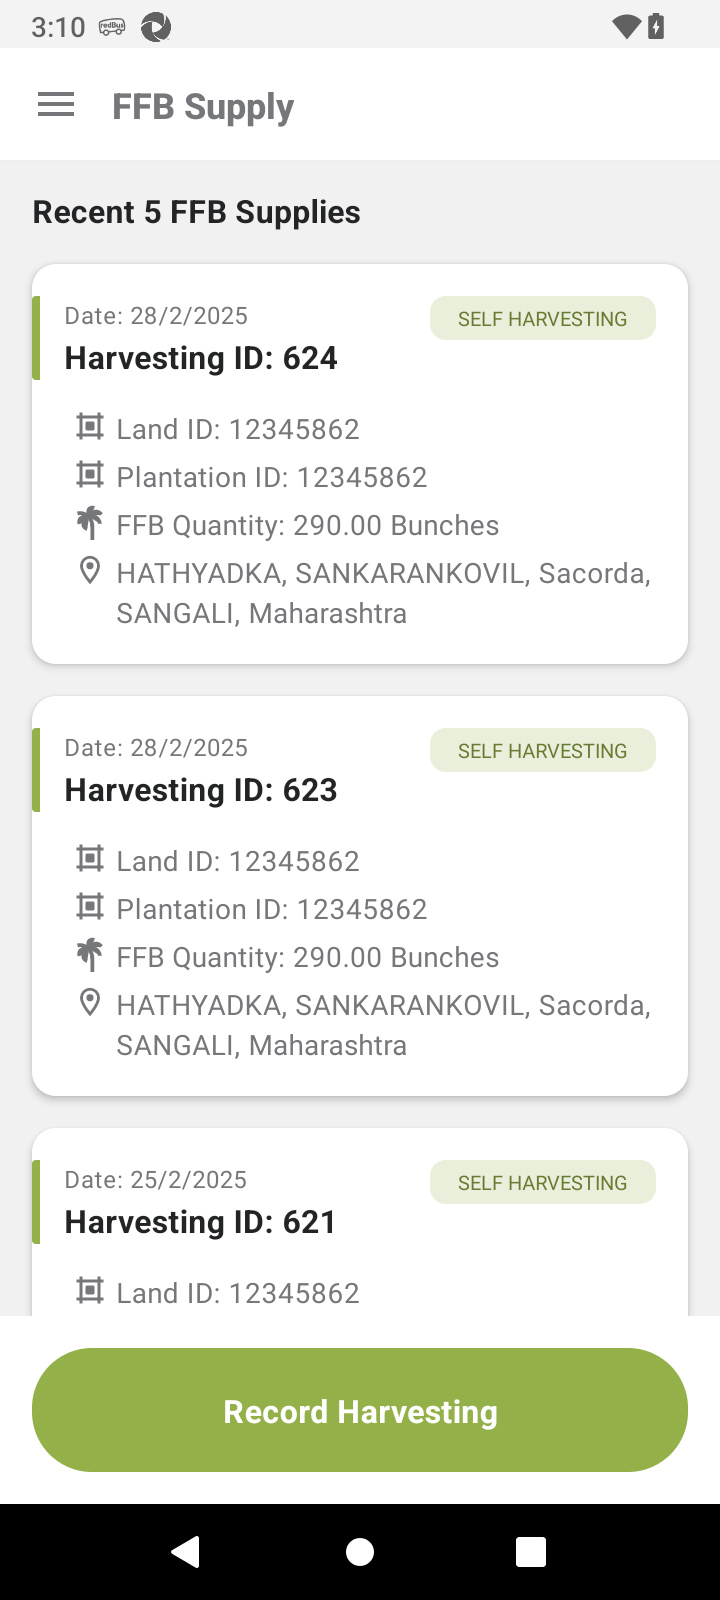 3:10 redBus
FFB Supply
Recent 5 FFB Supplies
Date: 28/2/2025
SELF HARVESTING
Harvesting ID: 624
Land ID: 12345862
Plantation ID: 12345862
FFB Quantity: 290.00 Bunches
HATHYADKA, SANKARANKOVIL, Sacorda,
SANGALI, Maharashtra
Date: 28/2/2025
SELF HARVESTING
Harvesting ID: 623
Land ID: 12345862
Plantation ID: 12345862
FFB Quantity: 290.00 Bunches
HATHYADKA, SANKARANKOVIL, Sacorda,
SANGALI, Maharashtra
Date: 25/2/2025
SELF HARVESTING
Harvesting ID: 621
Land ID: 12345862
Record Harvesting